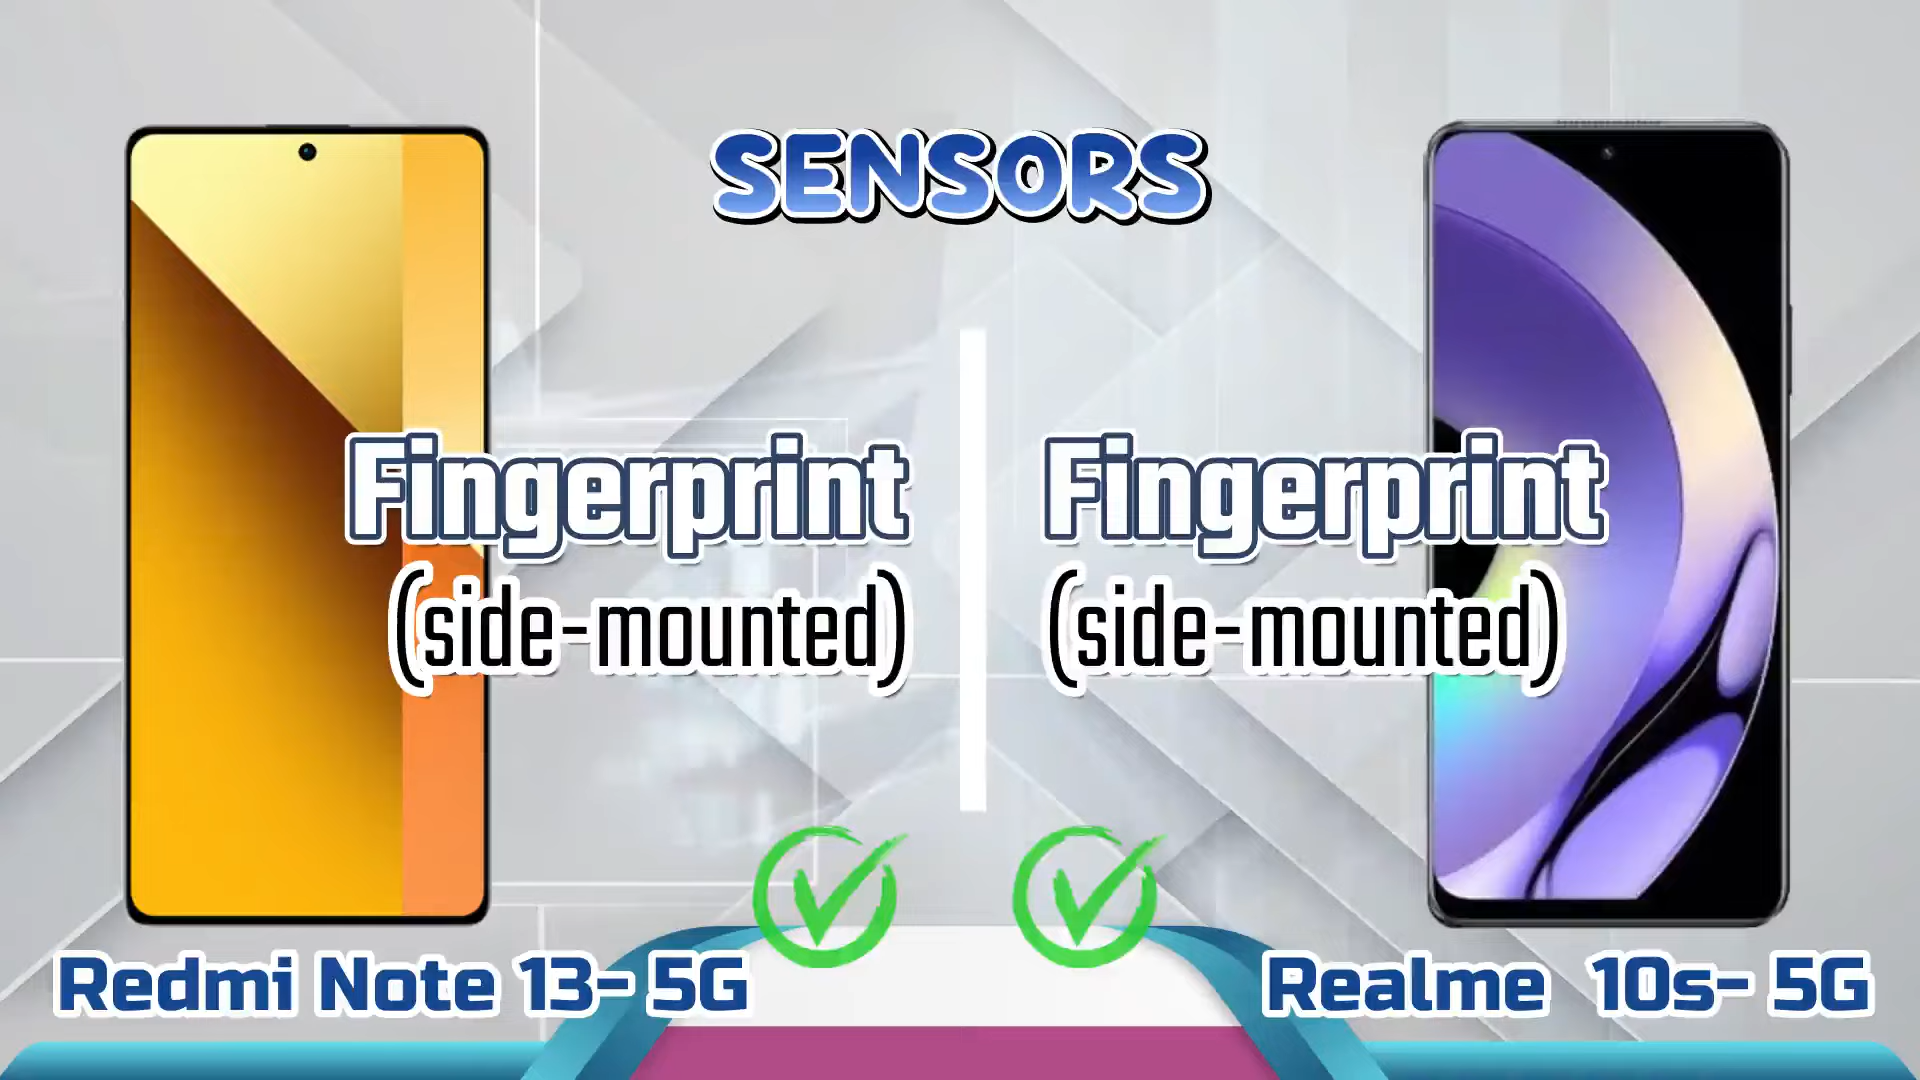 SENSORS
Fingerprint
(side-mounted)
Fingerprint
(side-mounted)
Redmi Note 13- 5G
Realme 10s- 5G